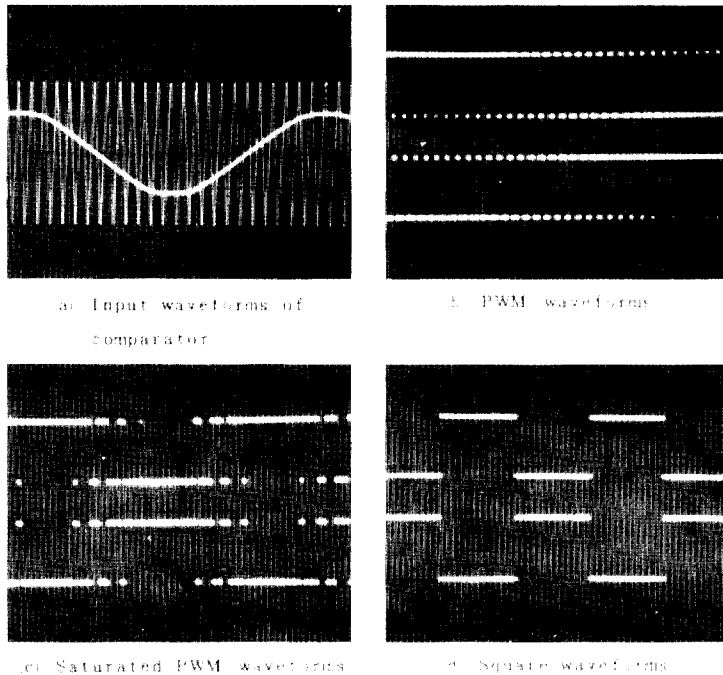 a) Input waveforms of
comparator
b) PWM waveforms
c) Saturated PWM waveforms
d) Square waveforms